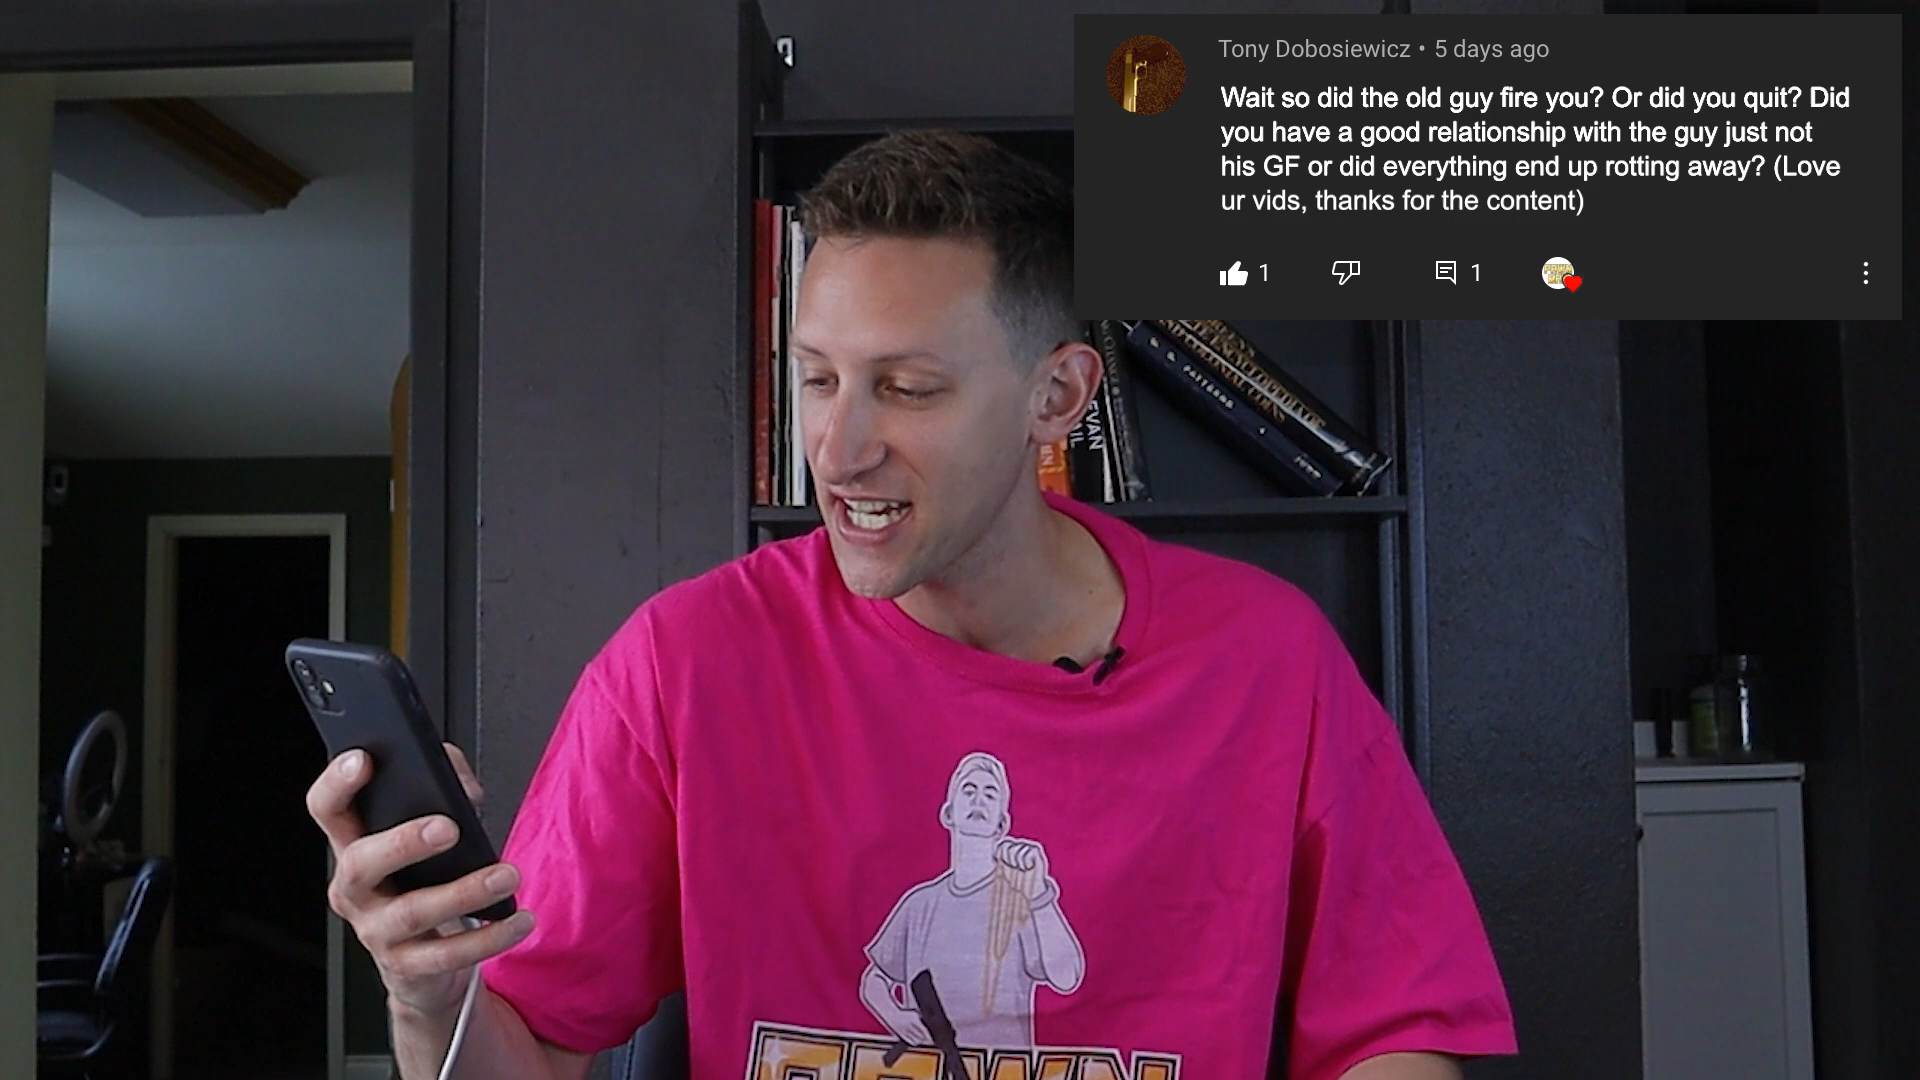 Tony Dobosiewicz • 5 days ago
Wait so did the old guy fire you? Or did you quit? Did
you have a good relationship with the guy just not
his GF or did everything end up rotting away? (Love
ur vids, thanks for the content)
1
1
PAWN